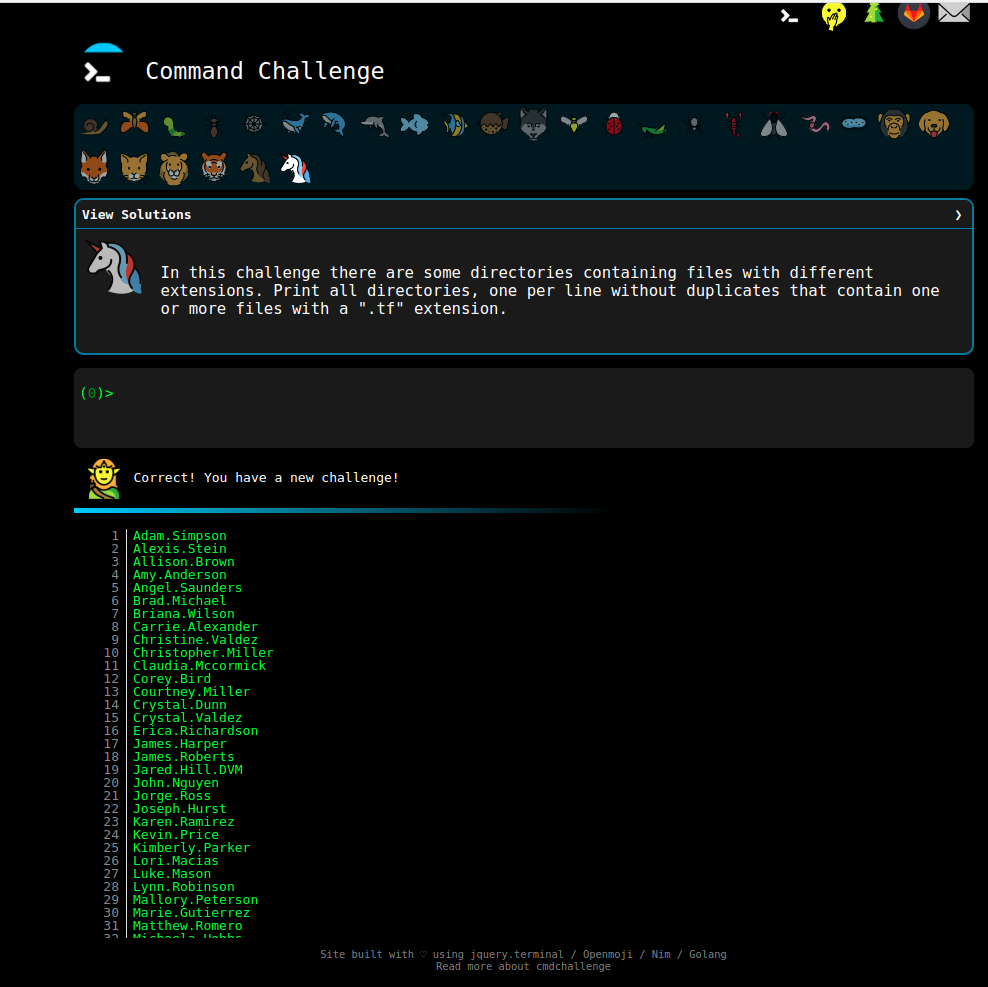 Command Challenge
View Solutions ❯
In this challenge there are some directories containing files with different
extensions. Print all directories, one per line without duplicates that contain one
or more files with a ".tf" extension.
(0)>
Correct! You have a new challenge!
1 Adam.Simpson
2 Alexis.Stein
3 Allison.Brown
4 Amy.Anderson
5 Angel.Saunders
6 Brad.Michael
7 Briana.Wilson
8 Carrie.Alexander
9 Christine.Valdez
10 Christopher.Miller
11 Claudia.Mccormick
12 Corey.Bird
13 Courtney.Miller
14 Crystal.Dunn
15 Crystal.Valdez
16 Erica.Richardson
17 James.Harper
18 James.Roberts
19 Jared.Hill.DVM
20 John.Nguyen
21 Jorge.Ross
22 Joseph.Hurst
23 Karen.Ramirez
24 Kevin.Price
25 Kimberly.Parker
26 Lori.Macias
27 Luke.Mason
28 Lynn.Robinson
29 Mallory.Peterson
30 Marie.Gutierrez
31 Matthew.Romero
Site built with ♡ using jquery.terminal / Openmoji / Nim / Golang
Read more about cmdchallenge